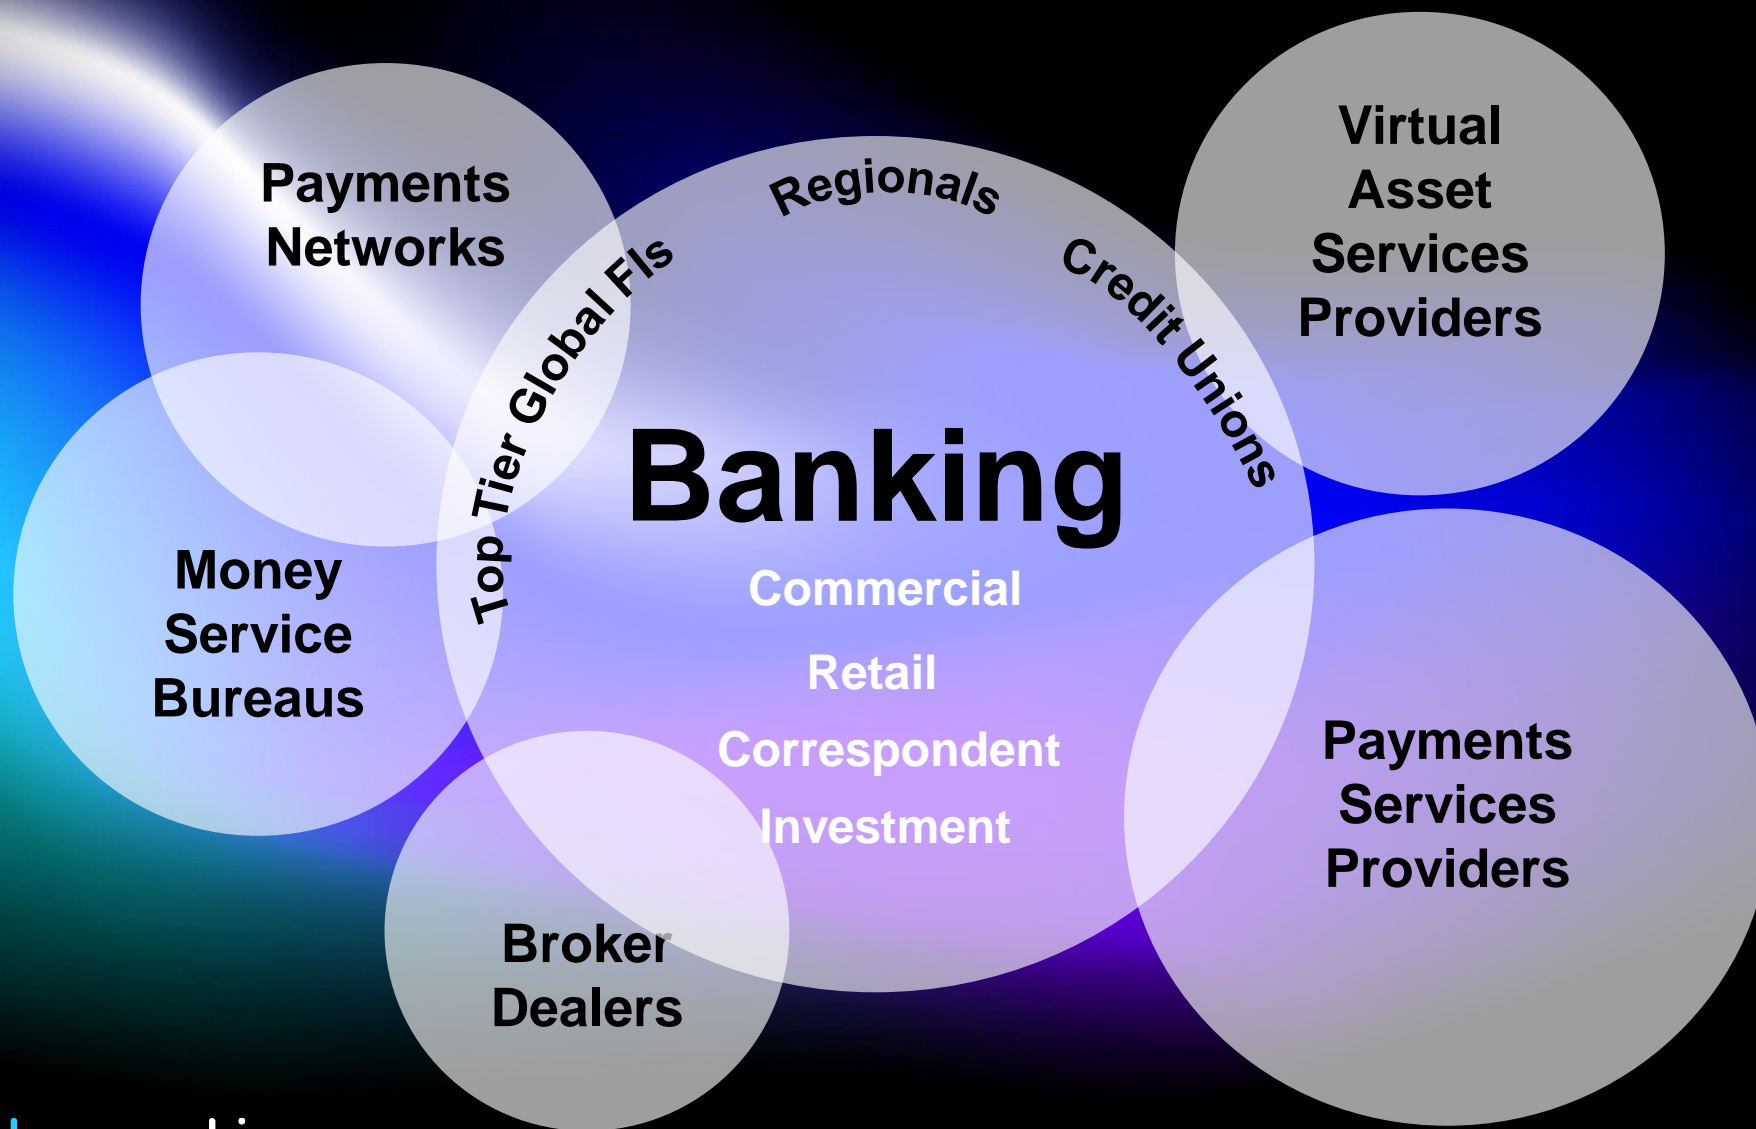 Payments
Networks
Regionals
Virtual
Asset
Services
Providers
Top Tier Global FIs
Credit Unions
Banking
Commercial
Retail
Correspondent
Investment
Money
Service
Bureaus
Payments
Services
Providers
Broker
Dealers